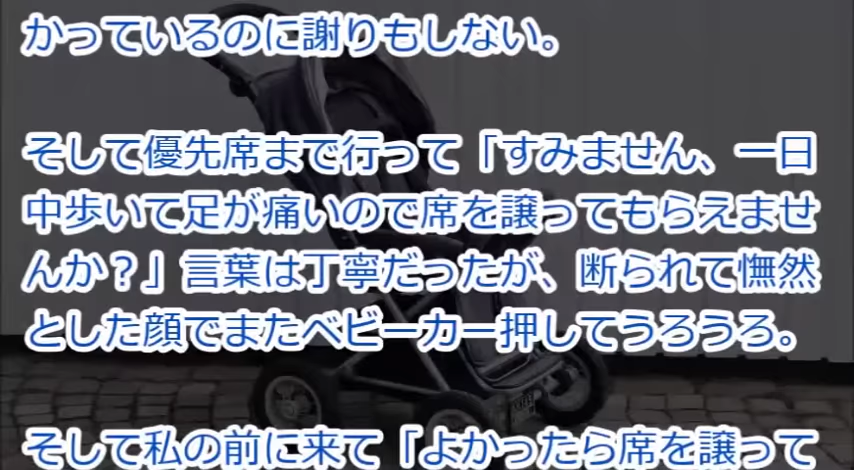 かっているのに謝りもしない。
そして優先席まで行って「すみません、一日
中歩いて足が痛いので席を譲ってもらえませ
んか？」言葉は丁寧だったが、断られて憮然
とした顔でまたベビーカー押してうろうろ。
そして私の前に来て「よかったら席を譲って